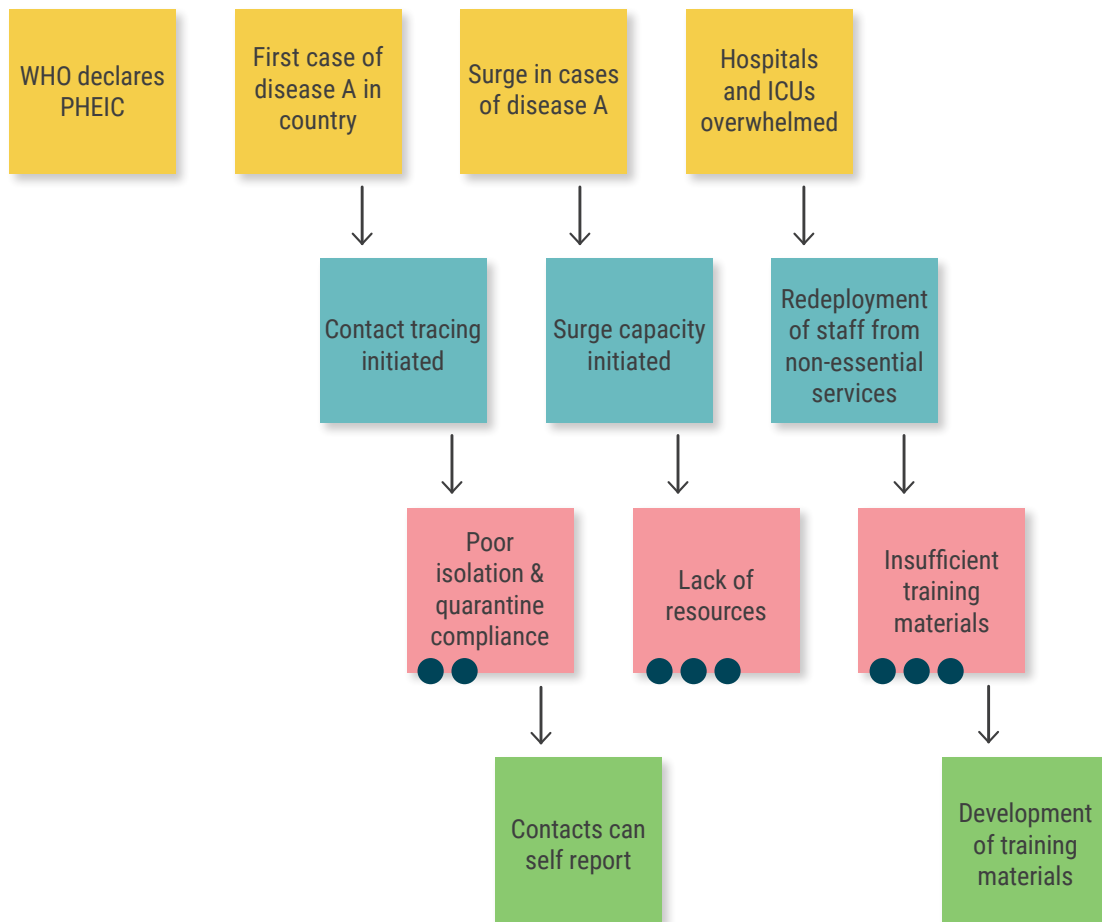 WHO declares
PHEIC
First case of
disease A in
country
Surge in cases
of disease A
Hospitals
and ICUs
overwhelmed
Contact tracing
initiated
Surge capacity
initiated
Redeployment
of staff from
non-essential
services
Poor
isolation &
quarantine
compliance
Lack of
resources
Insufficient
training
materials
Contacts can
self report
Development
of training
materials